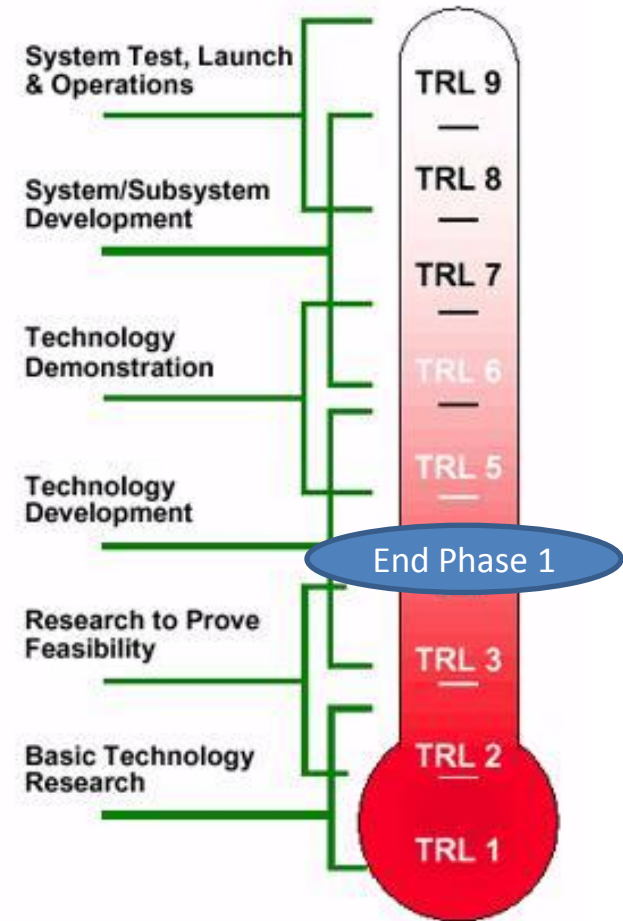 System Test, Launch
& Operations
System/Subsystem
Development
Technology
Demonstration
Technology
Development
Research to Prove
Feasibility
Basic Technology
Research
TRL 9
TRL 8
TRL 7
TRL 6
TRL 5
End Phase 1
TRL 3
TRL 2
TRL 1